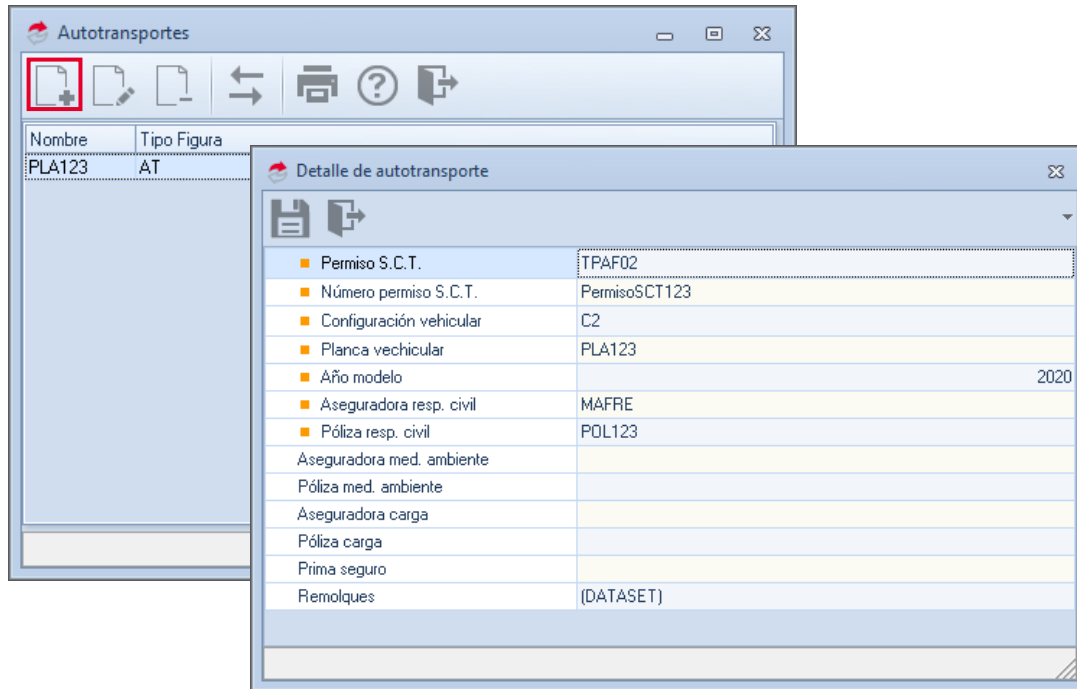 Autotransportes
Nombre Tipo Figura
PLA123 AT
Detalle de autotransporte
Permiso S.C.T. TPAF02
Número permiso S.C.T. PermisoSCT123
Configuración vehicular C2
Planca vechicular PLA123
Año modelo 2020
Aseguradora resp. civil MAFRE
Póliza resp. civil POL123
Aseguradora med. ambiente
Póliza med. ambiente
Aseguradora carga
Póliza carga
Prima seguro
Remolques (DATASET)